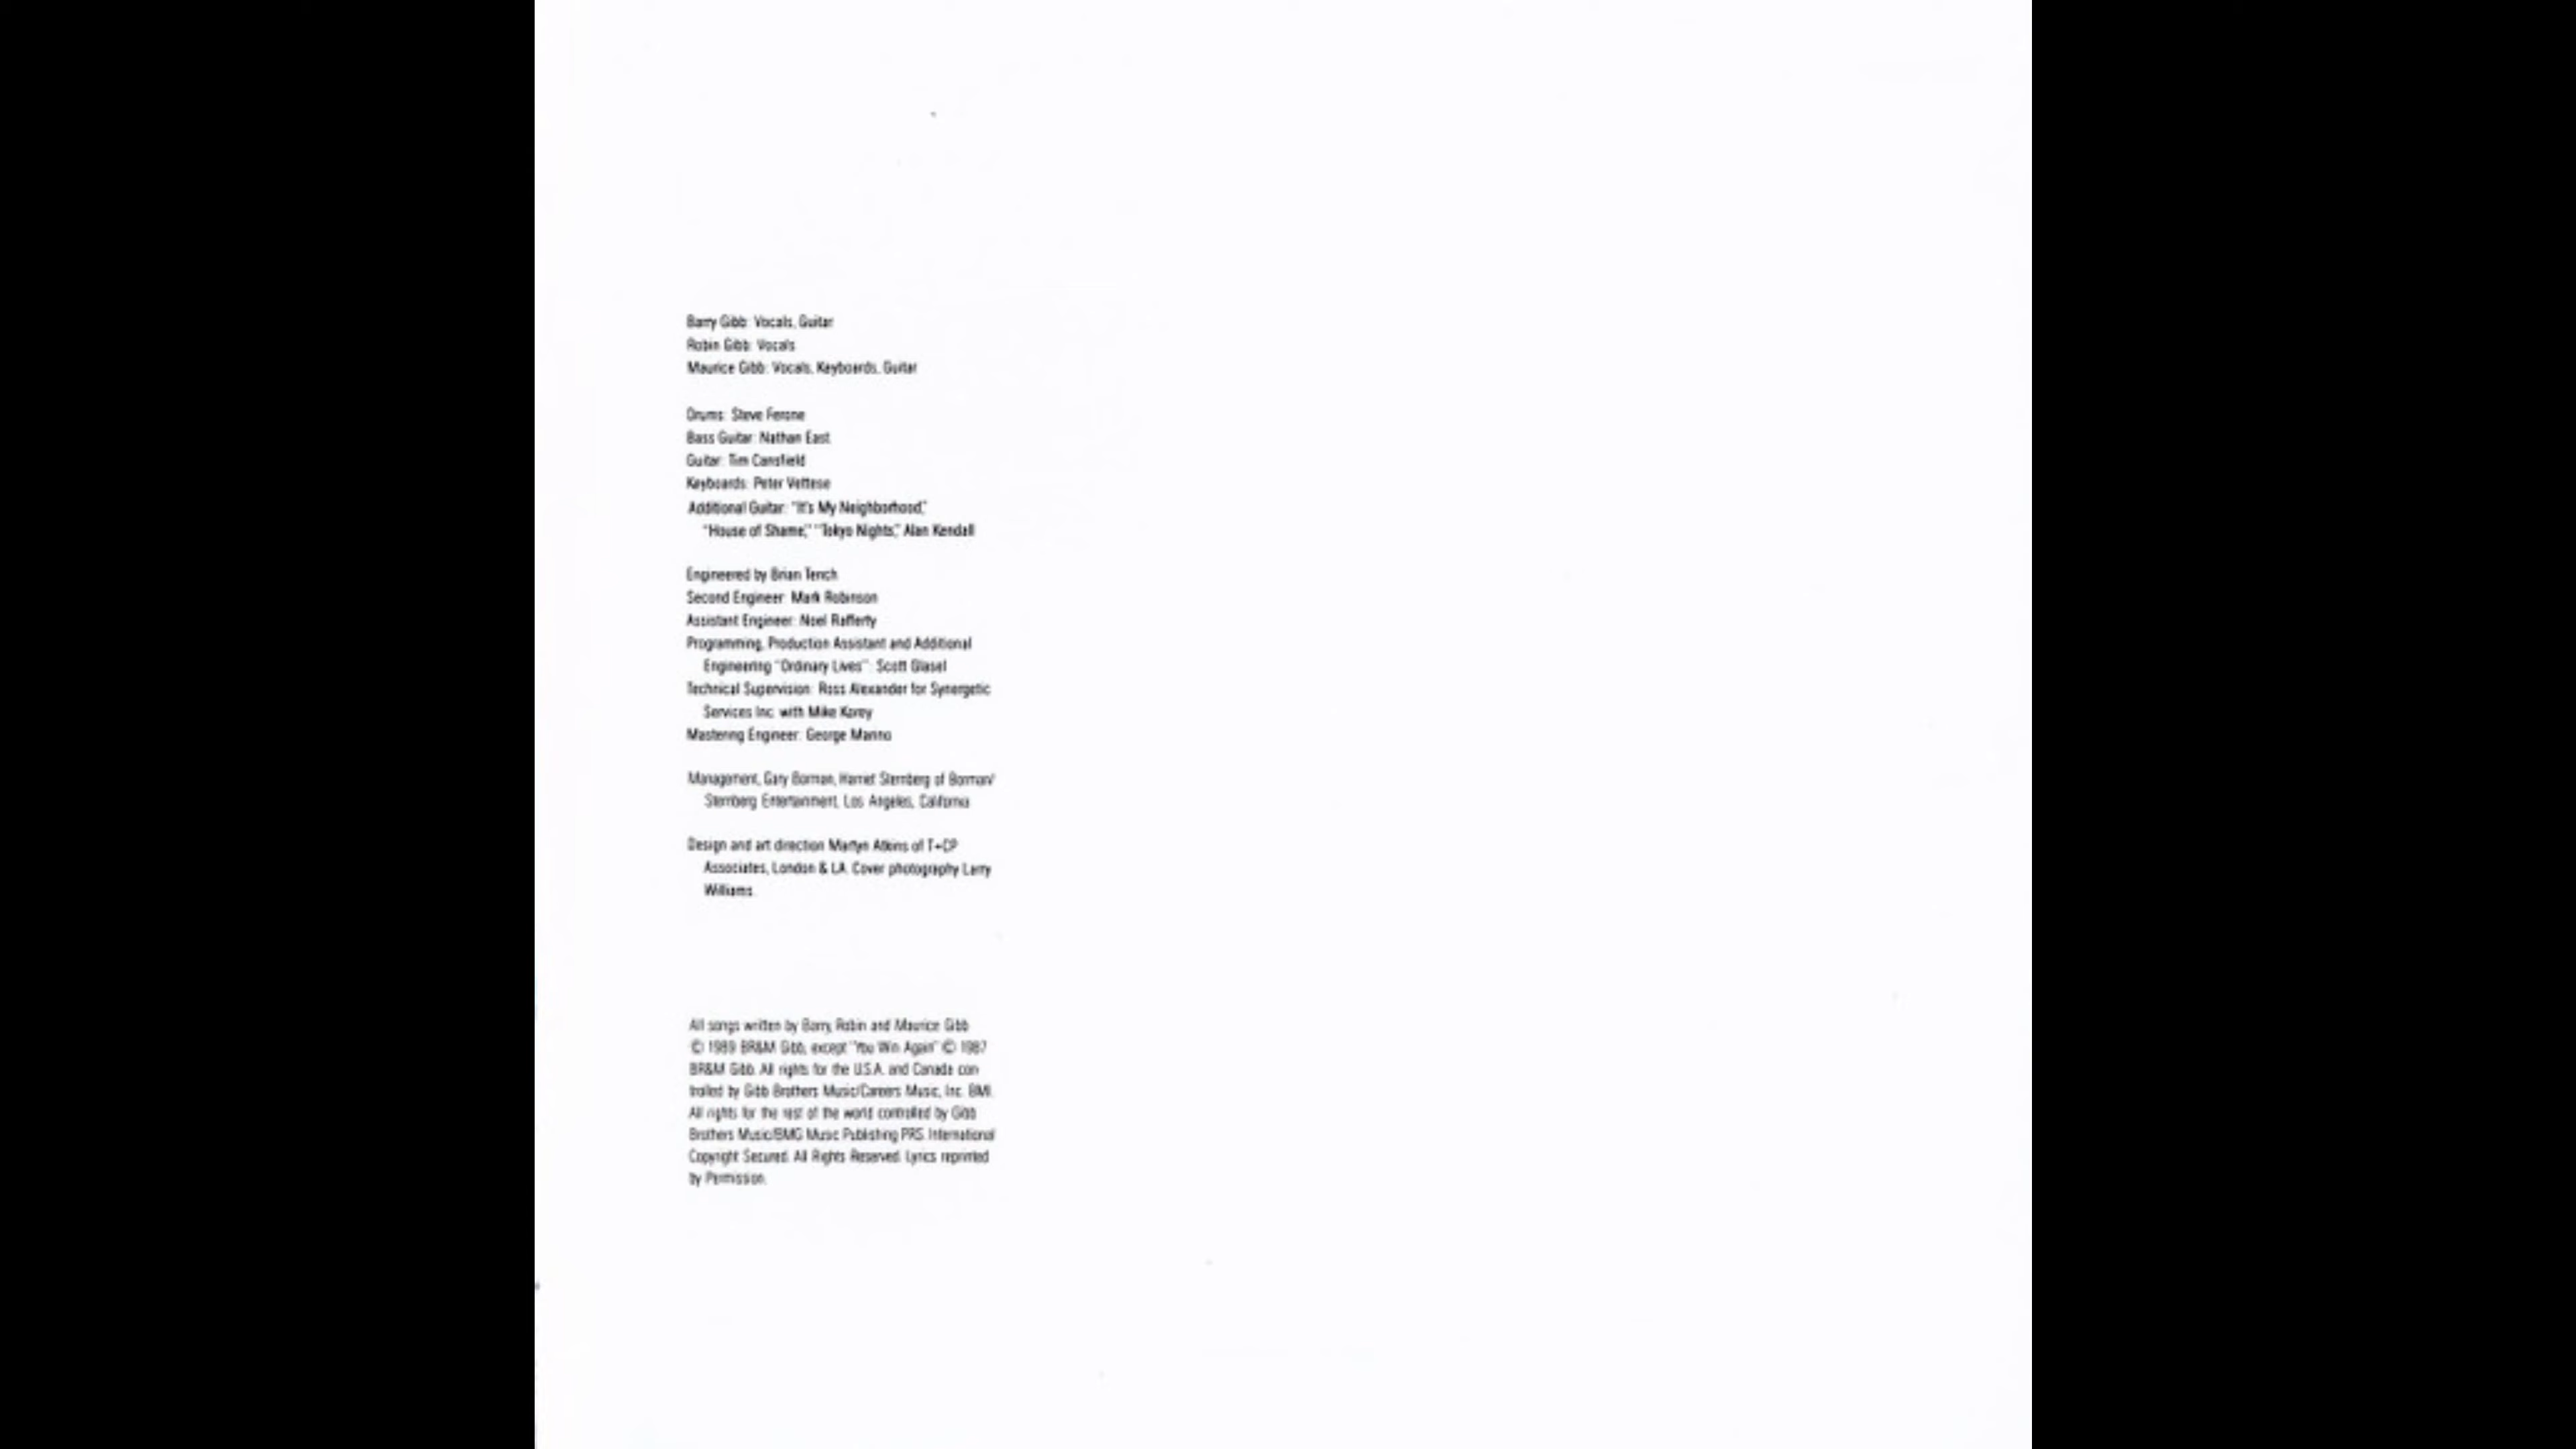 Barry Gibb: Vocals, Guitar
Robin Gibb: Vocals
Maurice Gibb: Vocals, Keyboards, Guitar
Drums: Steve Ferone
Bass Guitar: Nathan East
Guitar: Tim Cansfield
Keyboards: Peter Vettese
Additional Guitar: "It's My Neighborhood,"
"House of Shame," "Tokyo Nights," Alan Kendall
Engineered by Brian Tench
Second Engineer: Mark Robinson
Assistant Engineer: Noel Rafferty
Programming, Production Assistant and Additional
Engineering "Ordinary Lives": Scott Glasel
Technical Supervision: Ross Alexander for Synergetic
Services Inc. with Mike Karey
Mastering Engineer: George Marino
Management, Gary Borman, Harriet Sternberg of Borman/
Sternberg Entertainment, Los Angeles, California
Design and art direction Martyn Atkins of T+CP
Associates, London & LA. Cover photography Larry
Williams.
All songs written by Barry, Robin and Maurice Gibb
© 1989 BR&M Gibb, except "You Win Again" © 1987
BR&M Gibb. All rights for the U.S.A. and Canada con
trolled by Gibb Brothers Music/Careers Music, Inc. BMI.
All rights for the rest of the world controlled by Gibb
Brothers Music/BMG Music Publishing PRS. International
Copyright Secured. All Rights Reserved. Lyrics reprinted
by Permission.